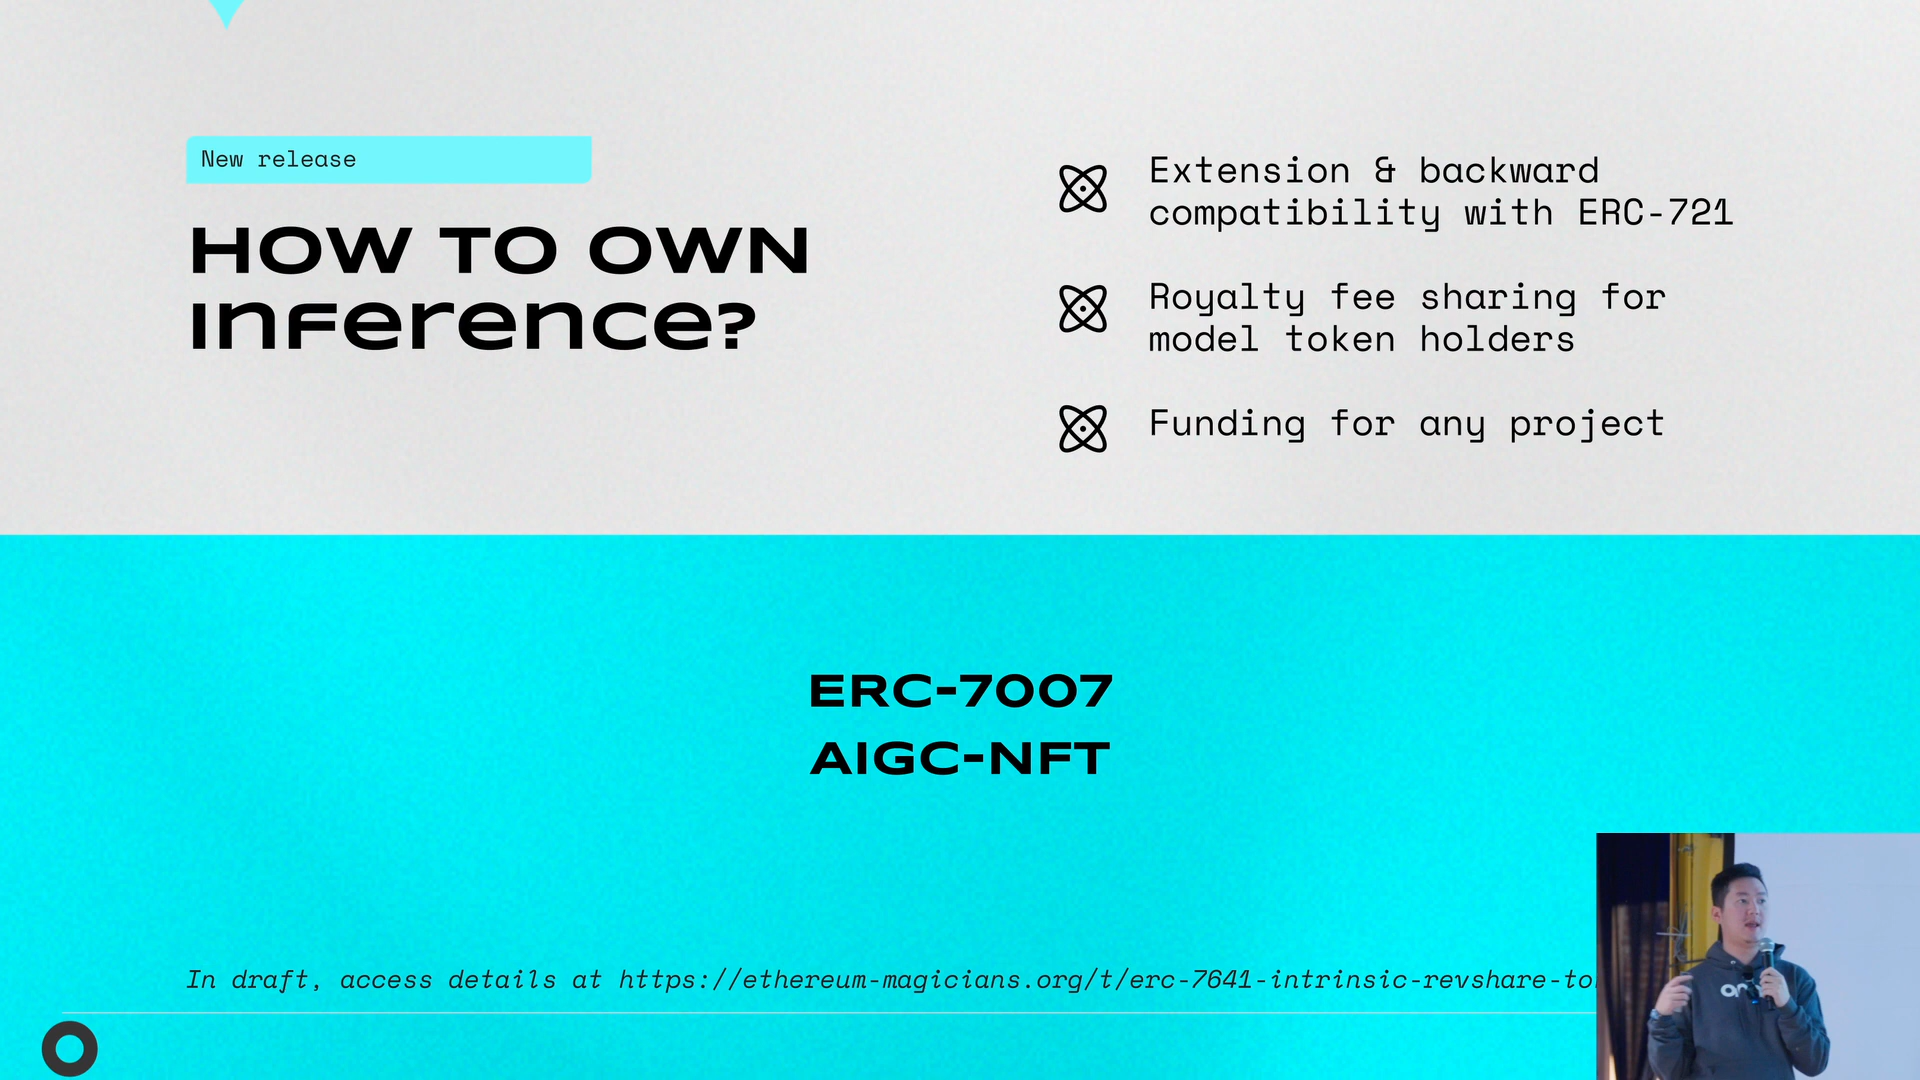 New release
HOW TO OWN
Inference?
Extension & backward
compatibility with ERC-721
Royalty fee sharing for
model token holders
Funding for any project
ERC-7007
AIGC-NFT
In draft, access details at https://ethereum-magicians.org/t/erc-7641-intrinsic-revshare-to